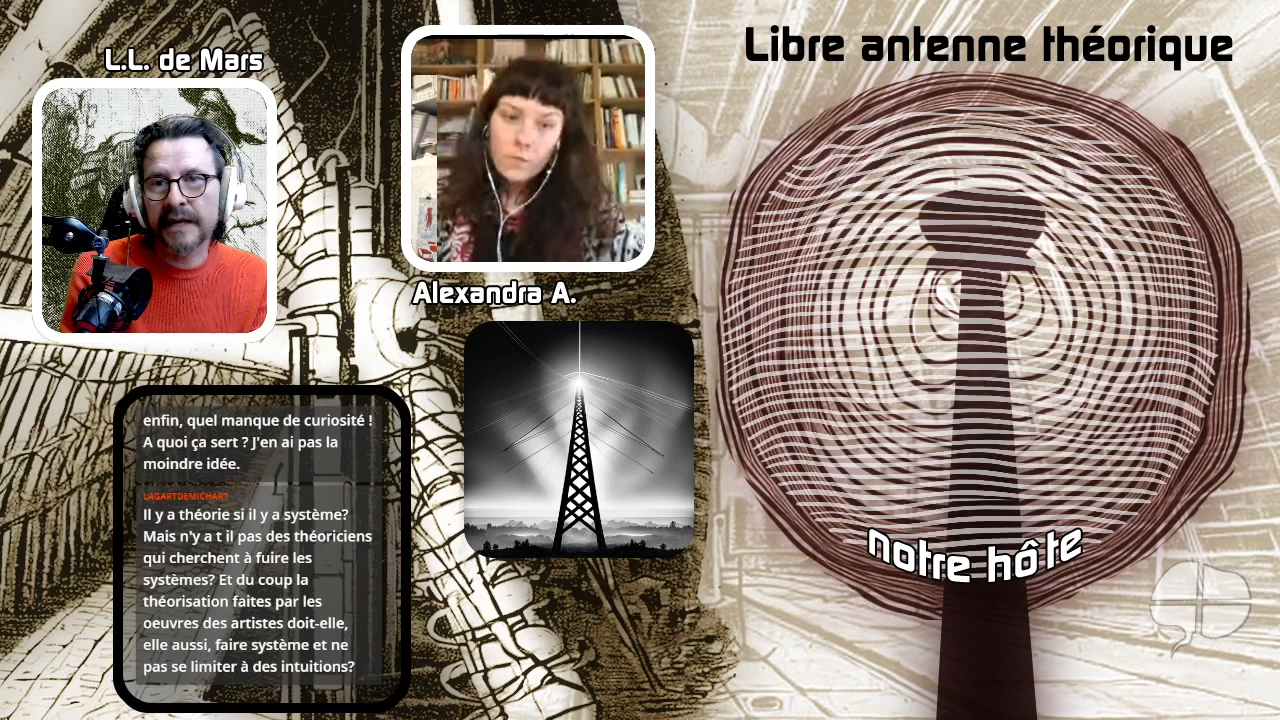 L.L. de Mars
Libre antenne théorique
Alexandra A.
enfin, quel manque de curiosité !
A quoi ça sert ? J'en ai pas la
moindre idée.
LAGARTDEMICHART
Il y a théorie si il y a système?
Mais n'y a t il pas des théoriciens
qui cherchent à fuire les
systèmes? Et du coup la
théorisation faites par les
oeuvres des artistes doit-elle,
elle aussi, faire système et ne
pas se limiter à des intuitions?
notre hôte